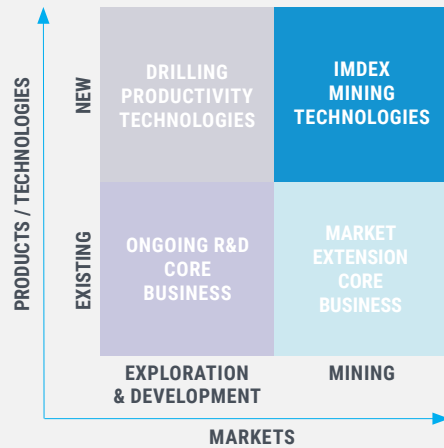 PRODUCTS / TECHNOLOGIES
NEW
DRILLING
PRODUCTIVITY
TECHNOLOGIES
IMDEX
MINING
TECHNOLOGIES
EXISTING
ONGOING R&D
CORE
BUSINESS
MARKET
EXTENSION
CORE
BUSINESS
EXPLORATION
& DEVELOPMENT
MINING
MARKETS